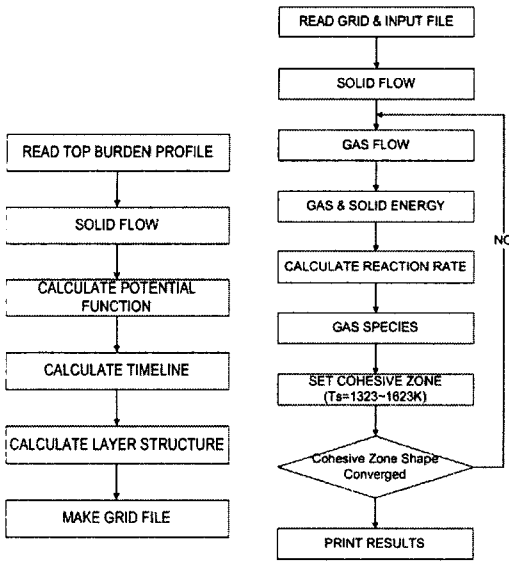 READ TOP BURDEN PROFILE
SOLID FLOW
CALCULATE POTENTIAL
FUNCTION
CALCULATE TIMELINE
CALCULATE LAYER STRUCTURE
MAKE GRID FILE
READ GRID & INPUT FILE
SOLID FLOW
GAS FLOW
GAS & SOLID ENERGY
NO
CALCULATE REACTION RATE
GAS SPECIES
SET COHESIVE ZONE
(Ts=1323~1623K)
Cohesive Zone Shape
Converged
PRINT RESULTS